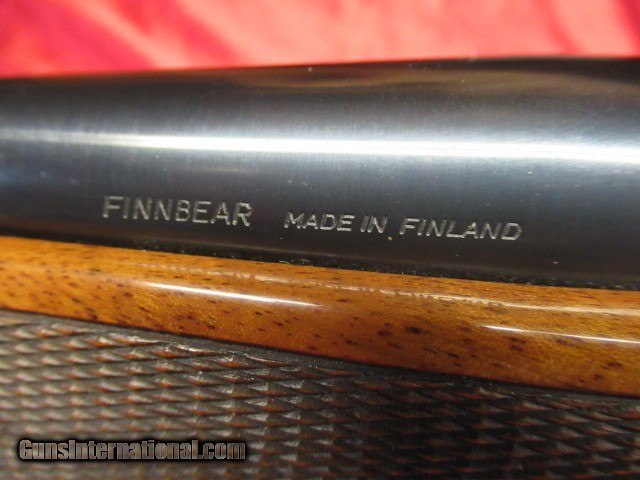 FINNBEAR MADE IN FINLAND
GunsInternational.com